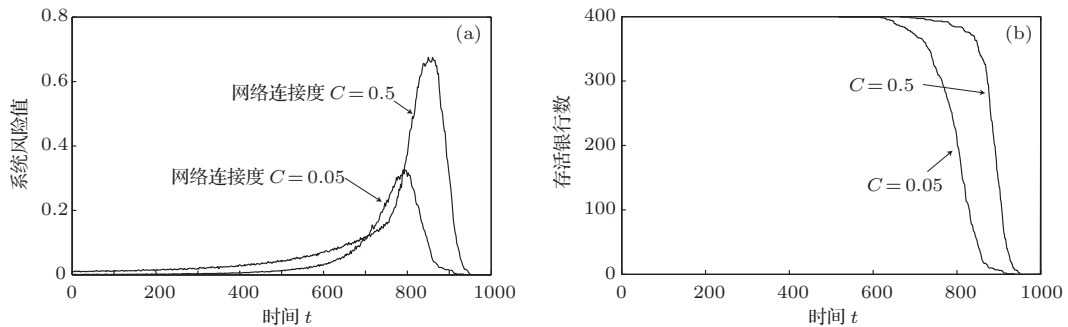 (a)
系统风险值
0.8
0.6
0.4
0.2
0
网络连接度 C = 0.5
网络连接度 C = 0.05
0 200 400 600 800 1000
时间 t
(b)
存活银行数
400
300
200
100
0
C = 0.5
C = 0.05
0 200 400 600 800 1000
时间 t